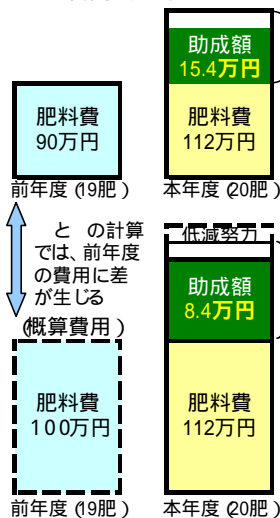 助成額
15.4万円
肥料費
90万円
肥料費
112万円
前年度(19肥)
本年度(20肥)
と の計算
では、前年度
の費用に差
が生じる
低減努力
(概算費用)
助成額
8.4万円
肥料費
100万円
肥料費
112万円
前年度(19肥)
本年度(20肥)